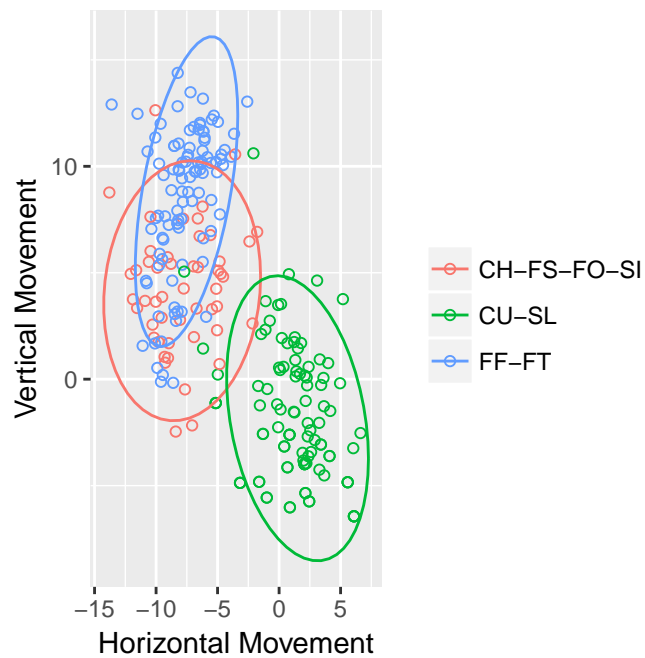 Vertical Movement
10
0
−15 −10 −5 0 5
Horizontal Movement
CH−FS−FO−SI
CU−SL
FF−FT